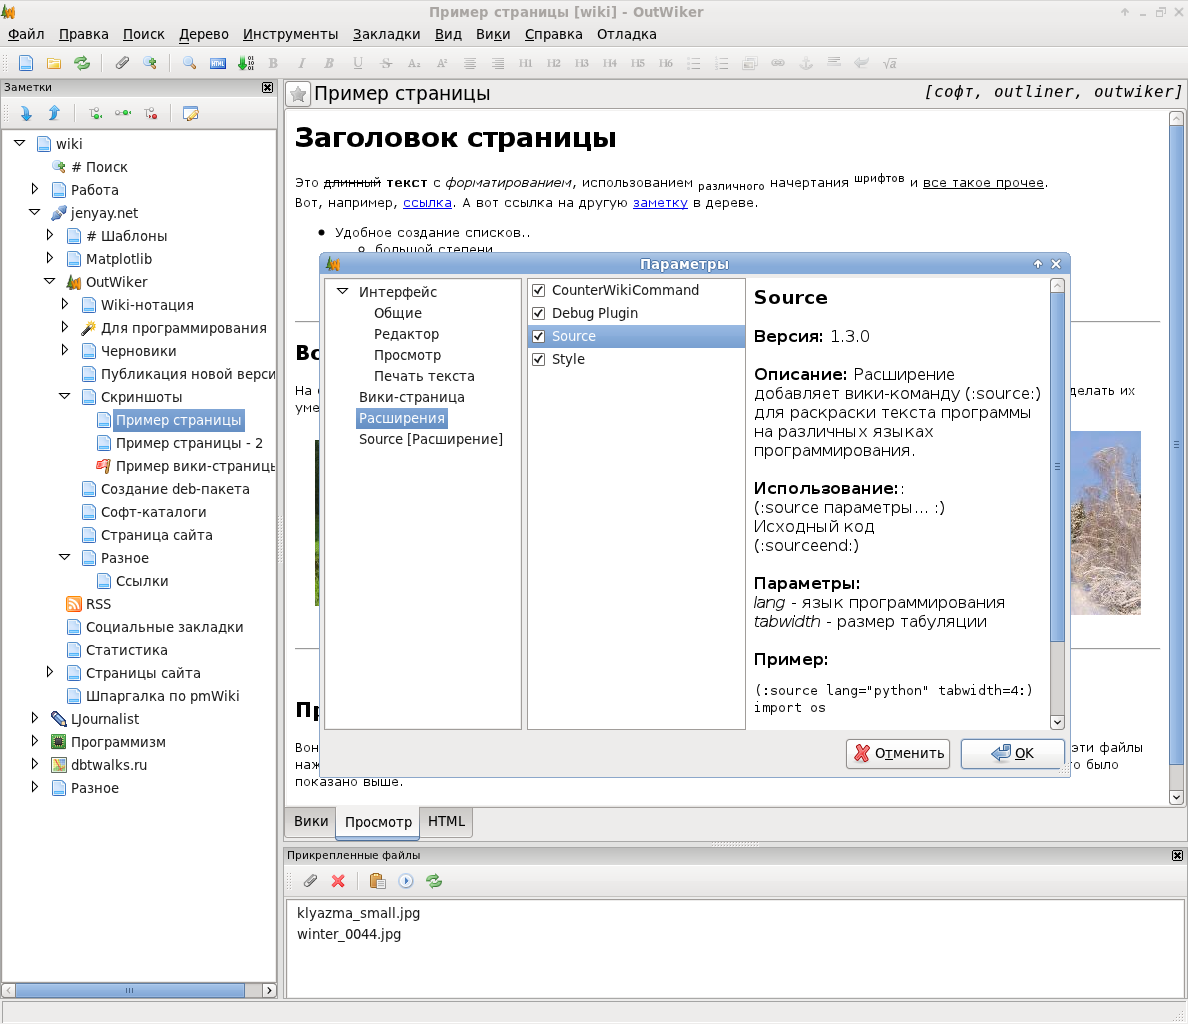 Пример страницы [wiki] - OutWiker
Файл Правка Поиск Дерево Инструменты Закладки Вид Вики Справка Отладка
B I U S A₂ A² H1 H2 H3 H4 H5 H6 √a
Заметки
wiki
# Поиск
Работа
jenyay.net
# Шаблоны
Matplotlib
OutWiker
Wiki-нотация
Для программирования
Черновики
Публикация новой верси
Скриншоты
Пример страницы
Пример страницы - 2
Пример вики-страницы
Создание deb-пакета
Софт-каталоги
Страница сайта
Разное
Ссылки
RSS
Социальные закладки
Статистика
Страницы сайта
Шпаргалка по pmWiki
LJournalist
Программизм
dbtwalks.ru
Разное
Пример страницы
[софт, outliner, outwiker]
Заголовок страницы
Это длинный текст с форматированием, использованием различного начертания шрифтов и все такое прочее.
Вот, например, ссылка. А вот ссылка на другую заметку в дереве.
Удобное создание списков..
большой степени
Во
На
делать их
уме
Пр
Вон
эти файлы
наж
о было
показано выше.
Параметры
Интерфейс
Общие
Редактор
Просмотр
Печать текста
Вики-страница
Расширения
Source [Расширение]
CounterWikiCommand
Debug Plugin
Source
Style
Source
Версия: 1.3.0
Описание: Расширение
добавляет вики-команду (:source:)
для раскраски текста программы
на различных языках
программирования.
Использование: :
(:source параметры... :)
Исходный код
(:sourceend:)
Параметры:
lang - язык программирования
tabwidth - размер табуляции
Пример:
(:source lang="python" tabwidth=4:)
import os
Отменить OK
Вики Просмотр HTML
Прикрепленные файлы
klyazma_small.jpg
winter_0044.jpg